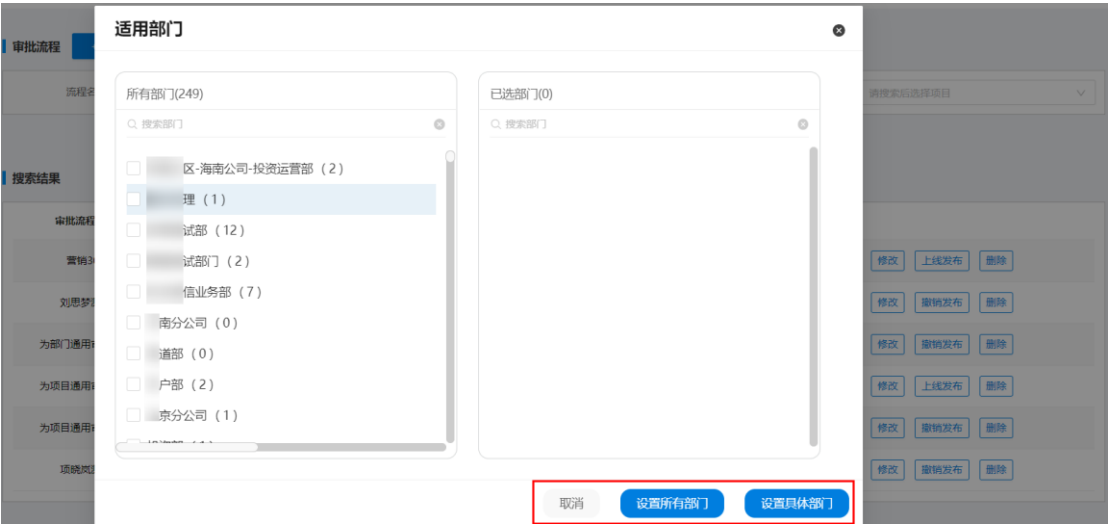 适用部门
审批流程
流程名
请搜索后选择项目
所有部门(249)
已选部门(0)
搜索部门
搜索部门
区-海南公司-投资运营部（2）
理（1）
试部（12）
试部门（2）
信业务部（7）
南分公司（0）
道部（0）
户部（2）
京分公司（1）
搜索结果
审批流程
营销3
修改 上线发布 删除
刘思梦
修改 撤销发布 删除
为部门通用
修改 撤销发布 删除
为项目通用
修改 上线发布 删除
为项目通用
修改 撤销发布 删除
项晓岚
修改 撤销发布 删除
取消 设置所有部门 设置具体部门